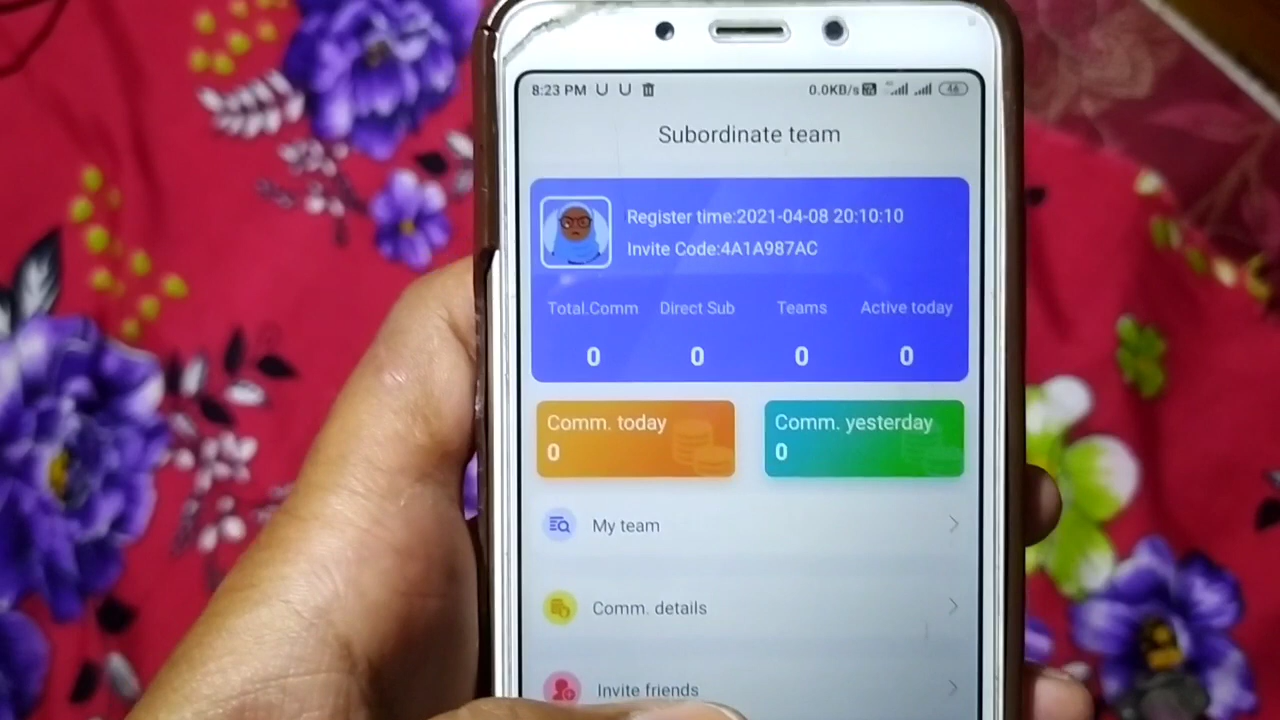 8:23 PM 0.0KB/s 46
Subordinate team
Register time:2021-04-08 20:10:10
Invite Code:4A1A987AC
Total.Comm Direct Sub Teams Active today
0 0 0 0
Comm. today Comm. yesterday
0 0
My team
Comm. details
Invite friends